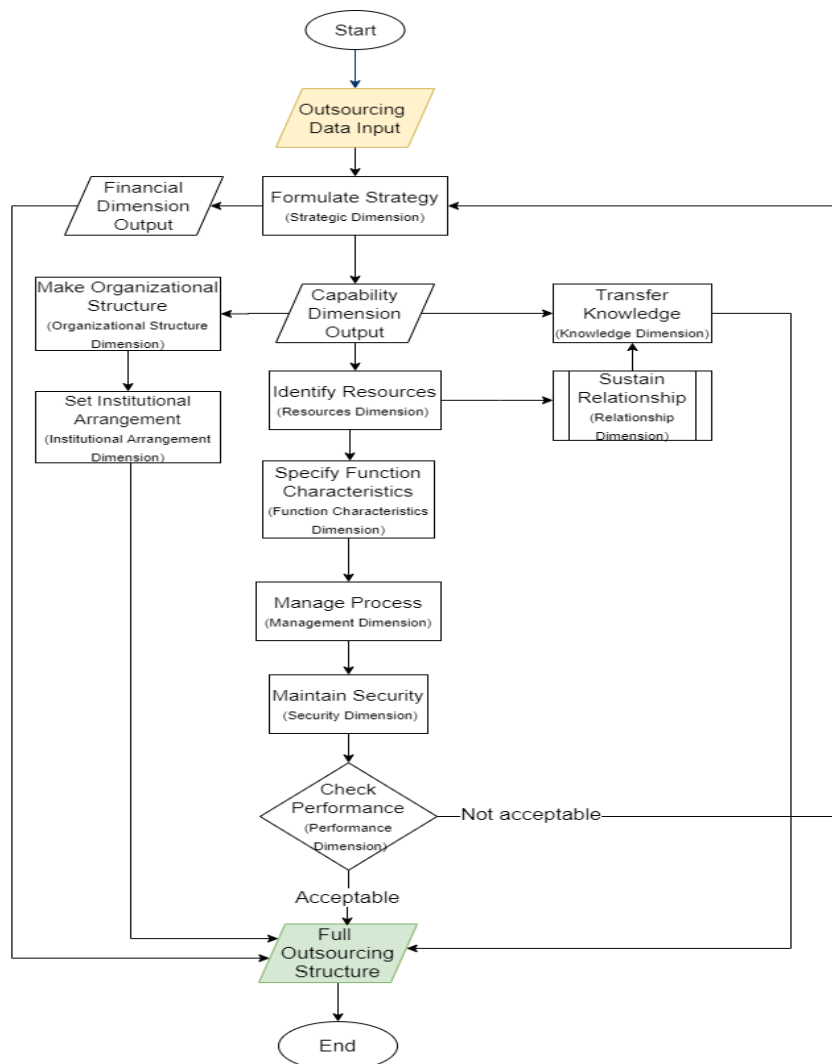 Start
Outsourcing
Data Input
Financial
Dimension
Output
Formulate Strategy
(Strategic Dimension)
Make Organizational
Structure
(Organizational Structure
Dimension)
Capability
Dimension
Output
Transfer
Knowledge
(Knowledge Dimension)
Set Institutional
Arrangement
(Institutional Arrangement
Dimension)
Identify Resources
(Resources Dimension)
Sustain
Relationship
(Relationship
Dimension)
Specify Function
Characteristics
(Function Characteristics
Dimension)
Manage Process
(Management Dimension)
Maintain Security
(Security Dimension)
Check
Performance
(Performance
Dimension)
Not acceptable
Acceptable
Full
Outsourcing
Structure
End